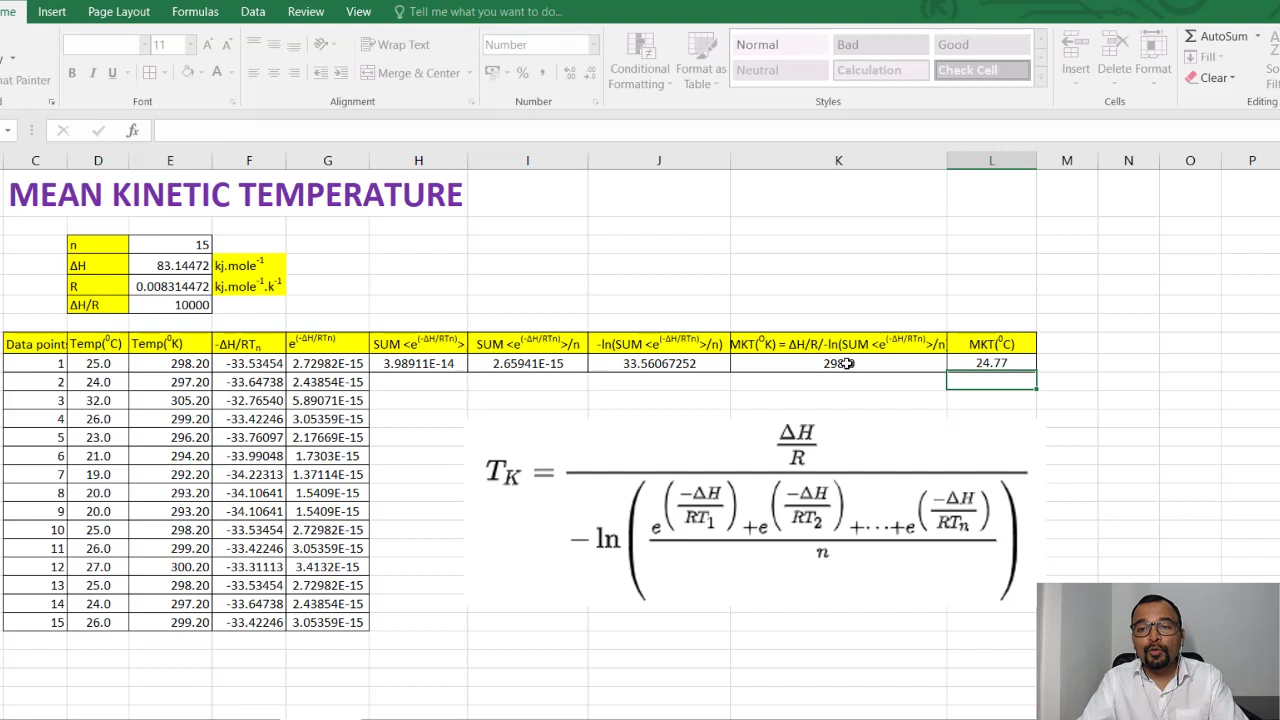 me Insert Page Layout Formulas Data Review View Tell me what you want to do...
11 A A Wrap Text Number Normal Bad Good AutoSum
at Painter B I U A Merge & Center % , Conditional Formatting Format as Table Neutral Calculation Check Cell Insert Delete Format Fill Clear
Font Alignment Number Styles Cells Editing
fx
C D E F G H I J K L M N O P
MEAN KINETIC TEMPERATURE
n 15
ΔH 83.14472 kj.mole-1
R 0.008314472 kj.mole-1.k-1
ΔH/R 10000
Data points Temp(0C) Temp(0K) -ΔH/RTn e(-ΔH/RTn) SUM <e(-ΔH/RTn)> SUM <e(-ΔH/RTn)>/n -ln(SUM <e(-ΔH/RTn)>/n) MKT(0K) = ΔH/R/-ln(SUM <e(-ΔH/RTn)>/n) MKT(0C)
1 25.0 298.20 -33.53454 2.72982E-15 3.98911E-14 2.65941E-15 33.56067252 24.77
2 24.0 297.20 -33.64738 2.43854E-15
3 32.0 305.20 -32.76540 5.89071E-15
4 26.0 299.20 -33.42246 3.05359E-15
5 23.0 296.20 -33.76097 2.17669E-15
6 21.0 294.20 -33.99048 1.7303E-15
7 19.0 292.20 -34.22313 1.37114E-15
8 20.0 293.20 -34.10641 1.5409E-15
9 20.0 293.20 -34.10641 1.5409E-15
10 25.0 298.20 -33.53454 2.72982E-15
11 26.0 299.20 -33.42246 3.05359E-15
12 27.0 300.20 -33.31113 3.4132E-15
13 25.0 298.20 -33.53454 2.72982E-15
14 24.0 297.20 -33.64738 2.43854E-15
15 26.0 299.20 -33.42246 3.05359E-15
TK = ΔH/R / -ln((e(-ΔH/RT1) +e(-ΔH/RT2) +···+e(-ΔH/RTn))/n)